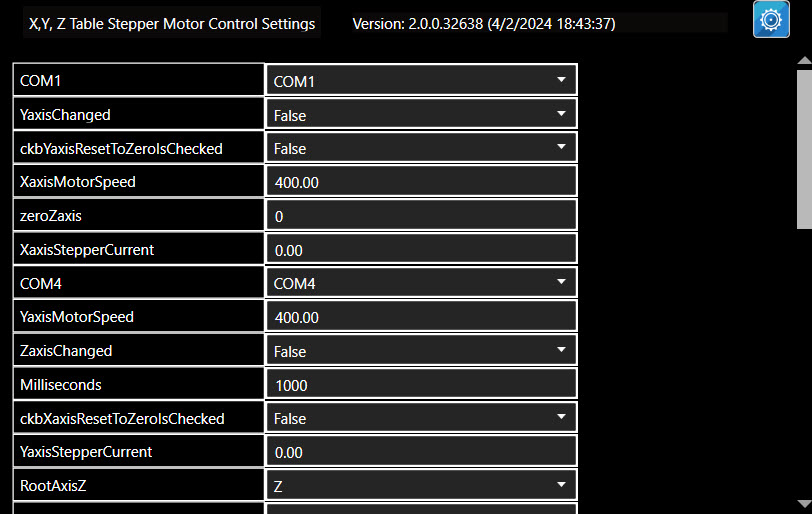 X,Y, Z Table Stepper Motor Control Settings Version: 2.0.0.32638 (4/2/2024 18:43:37)
COM1 COM1
YaxisChanged False
ckbYaxisResetToZeroIsChecked False
XaxisMotorSpeed 400.00
zeroZaxis 0
XaxisStepperCurrent 0.00
COM4 COM4
YaxisMotorSpeed 400.00
ZaxisChanged False
Milliseconds 1000
ckbXaxisResetToZeroIsChecked False
YaxisStepperCurrent 0.00
RootAxisZ Z